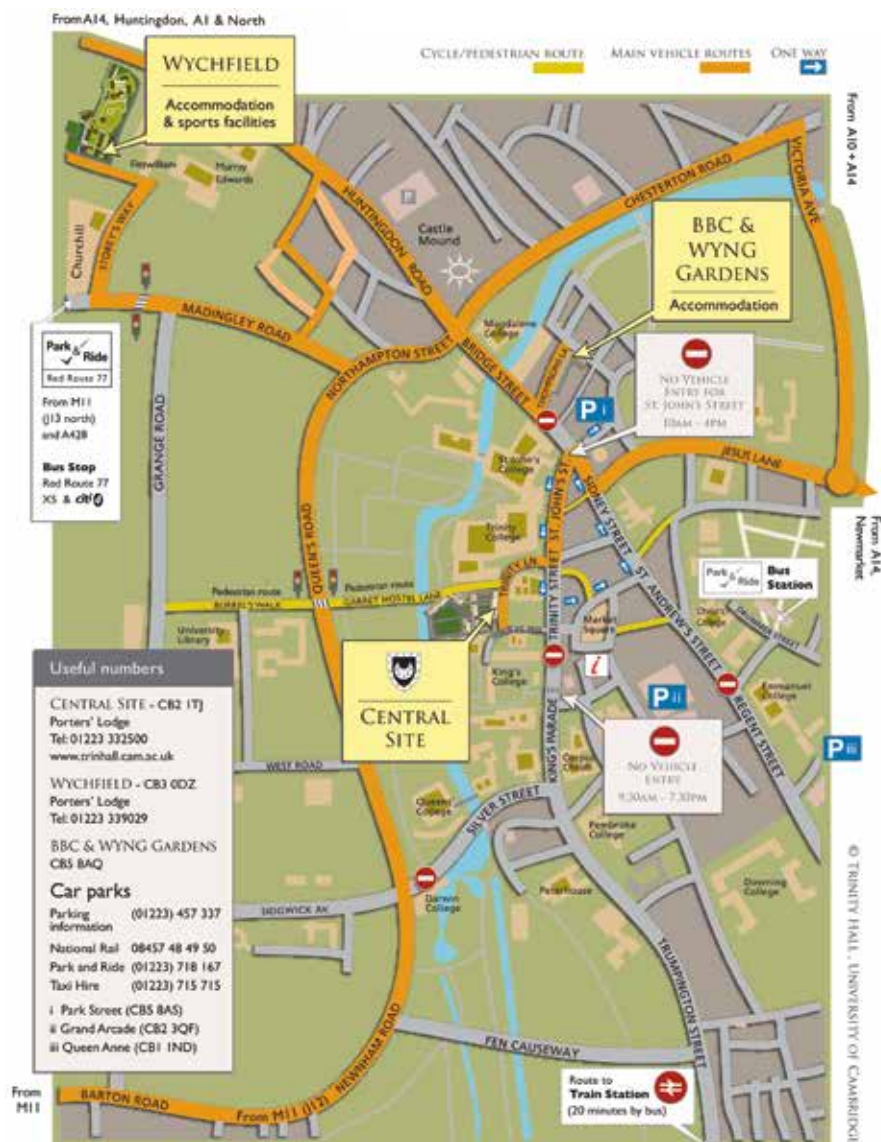 From A14, Huntingdon, A1 & North
CYCLE/PEDESTRIAN ROUTE
MAIN VEHICLE ROUTES
ONE WAY
WYCHFIELD
Accommodation
& sports facilities
From A10 + A14
Fitzwilliam
Murray
Edwards
HUNTINGDON ROAD
P
Castle
Mound
CHESTERTON ROAD
VICTORIA AVE
BBC &
WYNG
GARDENS
Accommodation
Churchill
STOREY'S WAY
MADINGLEY ROAD
NORTHAMPTON STREET
Magdalene
College
BRIDGE STREET
THOMPSONS LA
Park & Ride
Red Route 77
From M11
(J13 north)
and A428
Bus Stop
Red Route 77
X5 & citi
NO VEHICLE
ENTRY FOR
ST. JOHN'S STREET
10AM – 4PM
P i
GRANGE ROAD
St John's
College
ST. JOHN'S ST.
JESUS LANE
SIDNEY STREET
Trinity
College
QUEEN'S ROAD
From A14,
Newmarket
TRINITY LN
TRINITY STREET
Pedestrian route
Pedestrian route
BURRELL'S WALK
GARRET HOSTEL LANE
Park & Ride
Bus
Station
ST. ANDREW'S STREET
DRUMMER STREET
Market
Square
University
Library
King's
College
i
P ii
Emmanuel
College
REGENT STREET
CENTRAL
SITE
KING'S PARADE
NO VEHICLE
ENTRY
9:30AM – 7.30PM
P iii
WEST ROAD
Queens'
College
SILVER STREET
Pembroke
College
Darwin
College
Peterhouse
Downing
College
SIDGWICK AV.
TRUMPINGTON STREET
NEWNHAM ROAD
FEN CAUSEWAY
Useful numbers
CENTRAL SITE - CB2 1TJ
Porters' Lodge
Tel: 01223 332500
www.trinhall.cam.ac.uk
WYCHFIELD - CB3 0DZ
Porters' Lodge
Tel: 01223 339029
BBC & WYNG GARDENS
CB5 8AQ
Car parks
Parking information (01223) 457 337
National Rail 08457 48 49 50
Park and Ride (01223) 718 167
Taxi Hire (01223) 715 715
i Park Street (CB5 8AS)
ii Grand Arcade (CB2 3QF)
iii Queen Anne (CB1 1ND)
From
M11
BARTON ROAD
From M11 (J12)
Route to
Train Station
(20 minutes by bus)
© TRINITY HALL, UNIVERSITY OF CAMBRIDGE